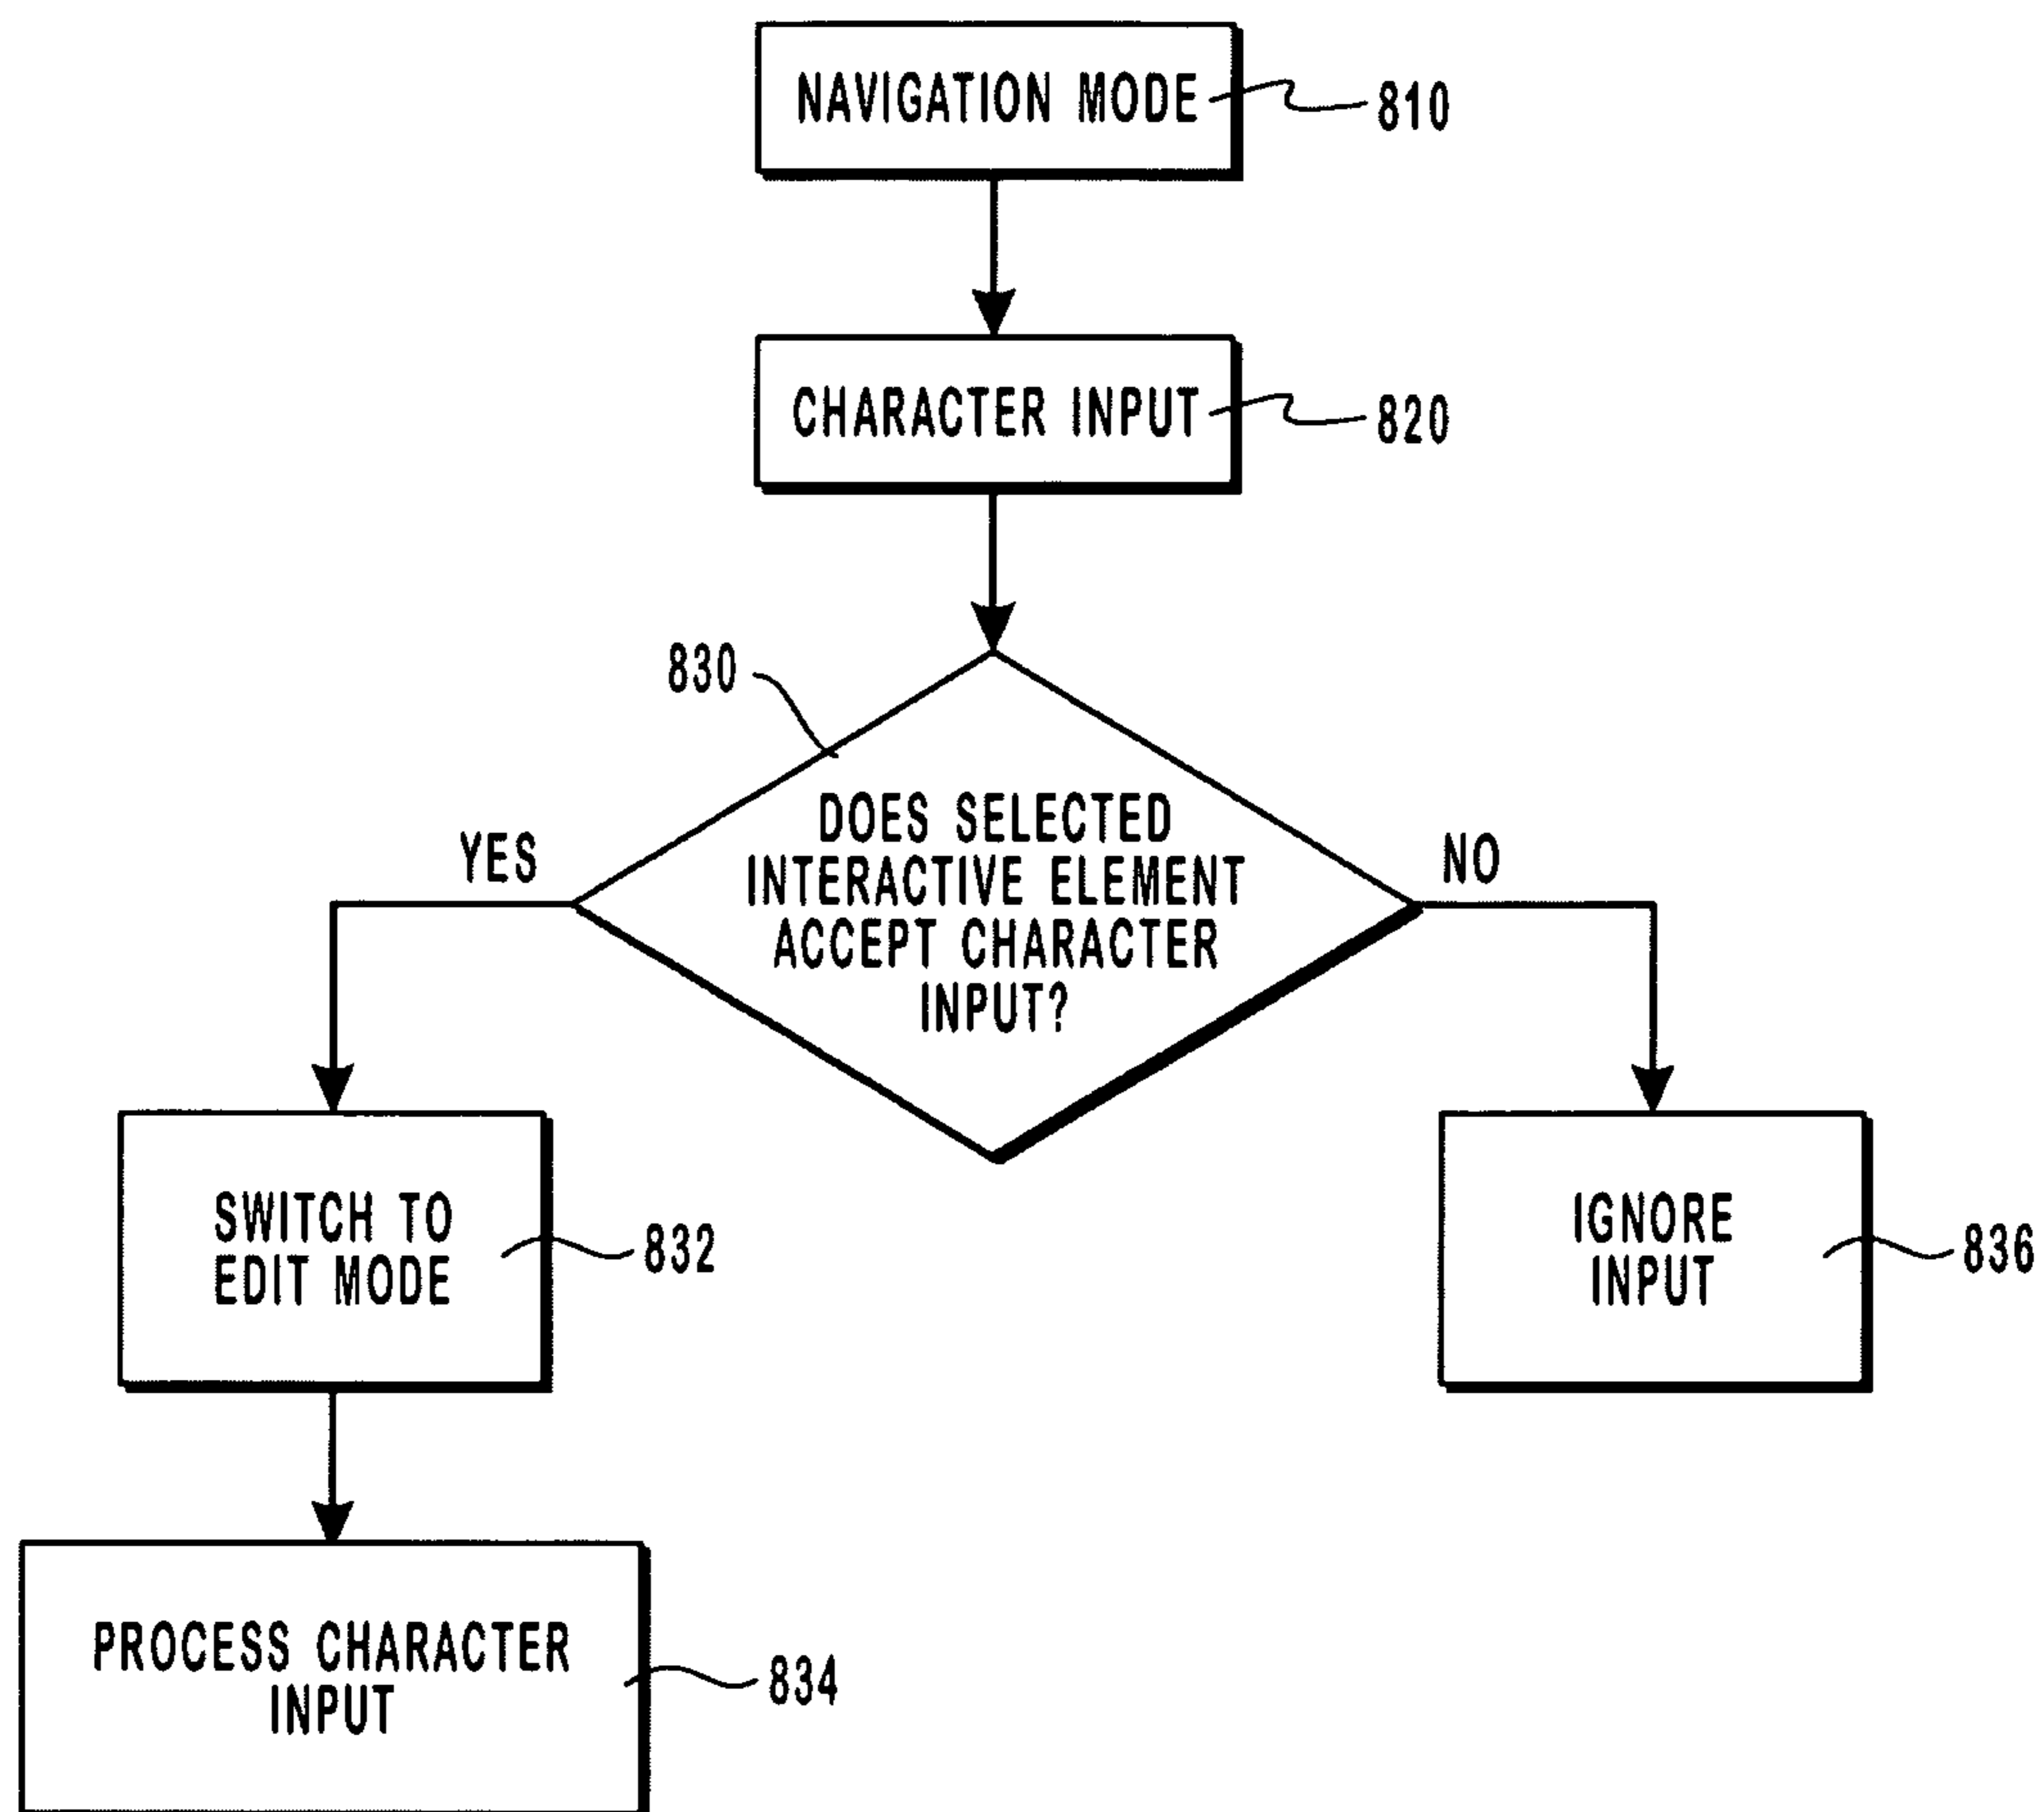 NAVIGATION MODE
810
CHARACTER INPUT
820
830
DOES SELECTED
INTERACTIVE ELEMENT
ACCEPT CHARACTER
INPUT?
YES
NO
SWITCH TO
EDIT MODE
832
IGNORE
INPUT
836
PROCESS CHARACTER
INPUT
834